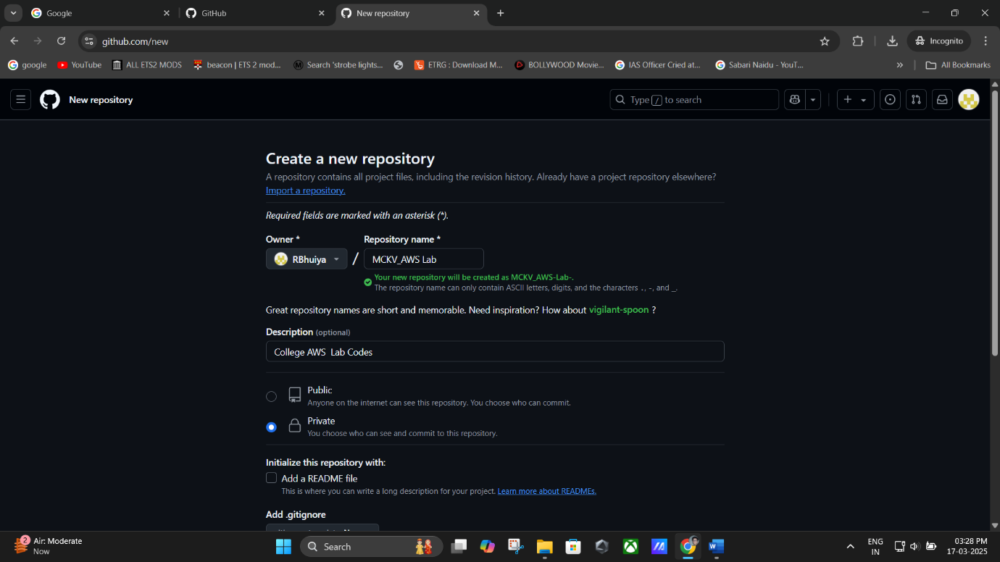 Google
GitHub
New repository
github.com/new
Incognito
google
YouTube
ALL ETS2 MODS
beacon | ETS 2 mod...
Search 'strobe lights...
ETRG : Download M...
BOLLYWOOD Movie...
IAS Officer Cried at...
Sabari Naidu - YouT...
All Bookmarks
New repository
Type / to search
Create a new repository
A repository contains all project files, including the revision history. Already have a project repository elsewhere?
Import a repository.
Required fields are marked with an asterisk (*).
Owner *
Repository name *
RBhuiya
/
MCKV_AWS Lab
Your new repository will be created as MCKV_AWS-Lab-.
The repository name can only contain ASCII letters, digits, and the characters ., -, and _.
Great repository names are short and memorable. Need inspiration? How about vigilant-spoon ?
Description (optional)
College AWS  Lab Codes
Public
Anyone on the internet can see this repository. You choose who can commit.
Private
You choose who can see and commit to this repository.
Initialize this repository with:
Add a README file
This is where you can write a long description for your project. Learn more about READMEs.
Add .gitignore
2
Air: Moderate
Now
Search
ENG
IN
03:28 PM
17-03-2025